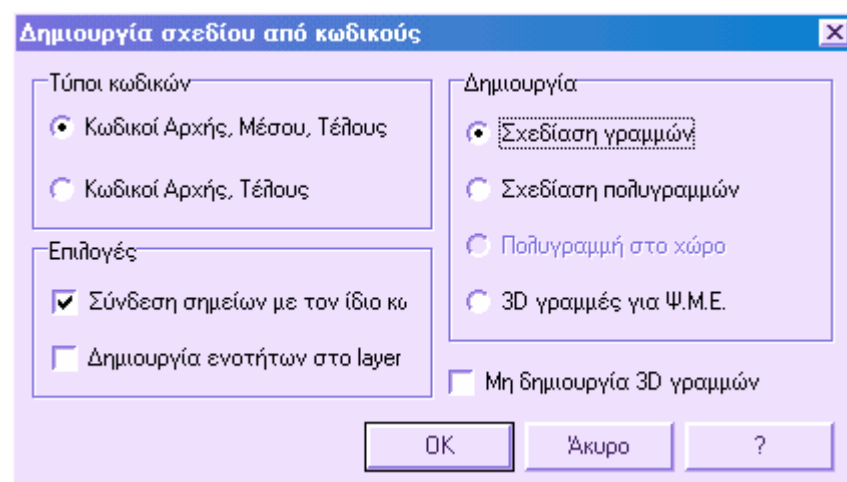 Δημιουργία σχεδίου από κωδικούς
Τύποι κωδικών
Κωδικοί Αρχής, Μέσου, Τέλους
Κωδικοί Αρχής, Τέλους
Επιλογές
Σύνδεση σημείων με τον ίδιο κω
Δημιουργία ενοτήτων στο layer
Δημιουργία
Σχεδίαση γραμμών
Σχεδίαση πολυγραμμών
Πολυγραμμή στο χώρο
3D γραμμές για Ψ.Μ.Ε.
Μη δημιουργία 3D γραμμών
OK
Άκυρο
?